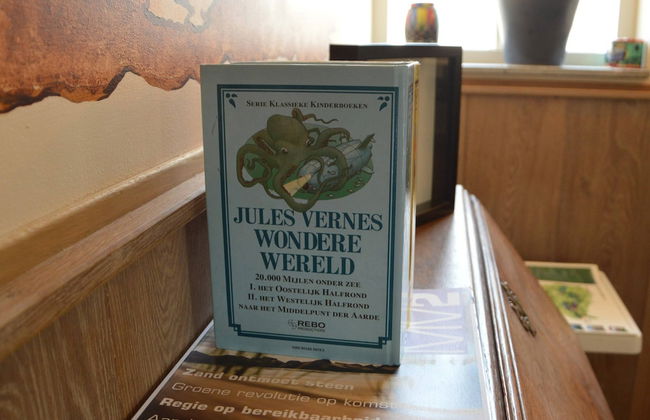 SERIE KLASSIEKE KINDERBOEKEN
JULES VERNES
WONDERE
WERELD
20.000 MIJLEN ONDER ZEE
I. HET OOSTELIJK HALFROND
II. HET WESTELIJK HALFROND
NAAR HET MIDDELPUNT DER AARDE
REBO
PRODUCTIONS
Zand ontmoet steen
Groene revolutie op komst
Regie op bereikbaarheid